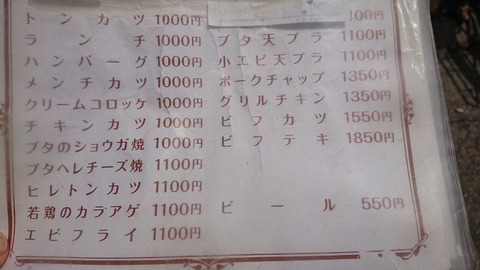 トンカツ 1000円
ランチ 1000円
ハンバーグ 1000円
メンチカツ 1000円
クリームコロッケ 1000円
チキンカツ 1000円
ブタのショウガ焼 1000円
ブタヘレチーズ焼 1100円
ヒレトンカツ 1100円
若鶏のカラアゲ 1100円
エビフライ 1100円
100円
ブタ天プラ 1100円
小エビ天プラ 1100円
ポークチャップ 1350円
グリルチキン 1350円
ビフカツ 1550円
ビフテキ 1850円
ビール 550円